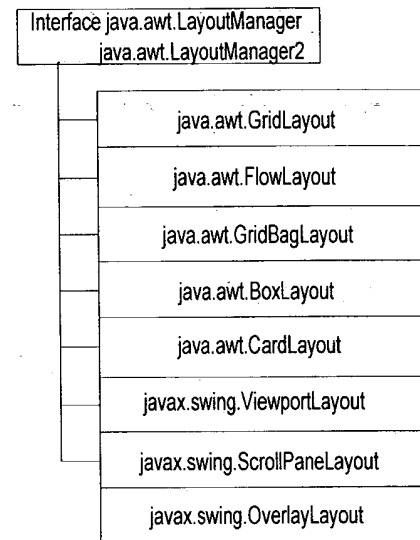 Interface java.awt.LayoutManager
java.awt.LayoutManager2
java.awt.GridLayout
java.awt.FlowLayout
java.awt.GridBagLayout
java.awt.BoxLayout
java.awt.CardLayout
javax.swing.ViewportLayout
javax.swing.ScrollPaneLayout
javax.swing.OverlayLayout